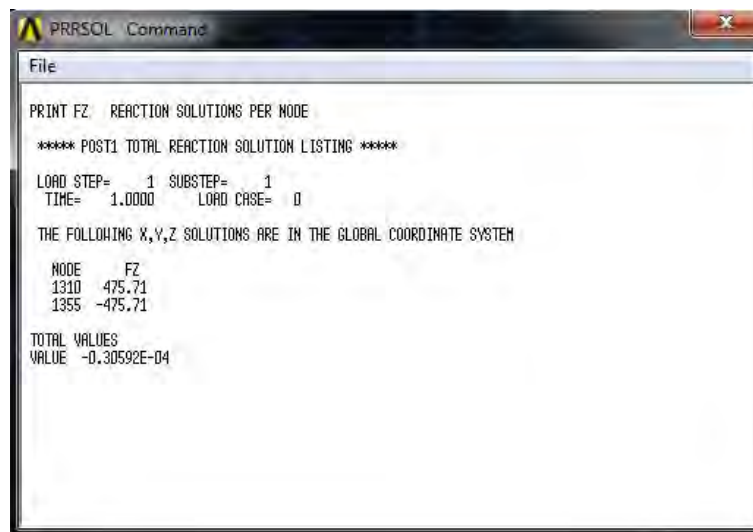 PRRSOL Command
File
PRINT FZ REACTION SOLUTIONS PER NODE
***** POST1 TOTAL REACTION SOLUTION LISTING *****
LOAD STEP= 1 SUBSTEP= 1
TIME= 1.0000 LOAD CASE= 0
THE FOLLOWING X,Y,Z SOLUTIONS ARE IN THE GLOBAL COORDINATE SYSTEM
NODE FZ
1310 475.71
1355 -475.71
TOTAL VALUES
VALUE -0.30592E-04